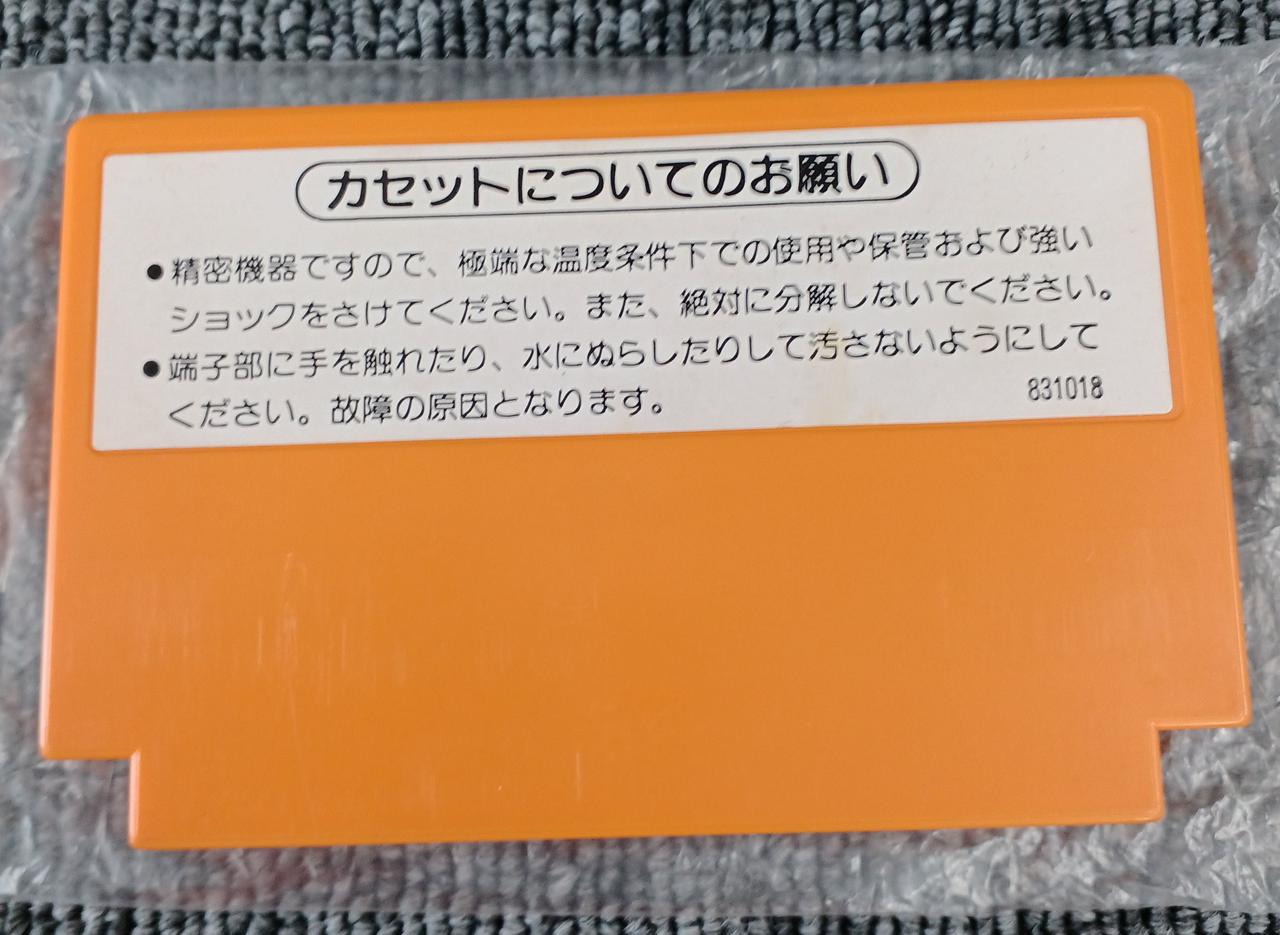 カセットについてのお願い
●精密機器ですので、極端な温度条件下での使用や保管および強い
ショックをさけてください。また、絶対に分解しないでください。
●端子部に手を触れたり、水にぬらしたりして汚さないようにして
ください。故障の原因となります。
831018